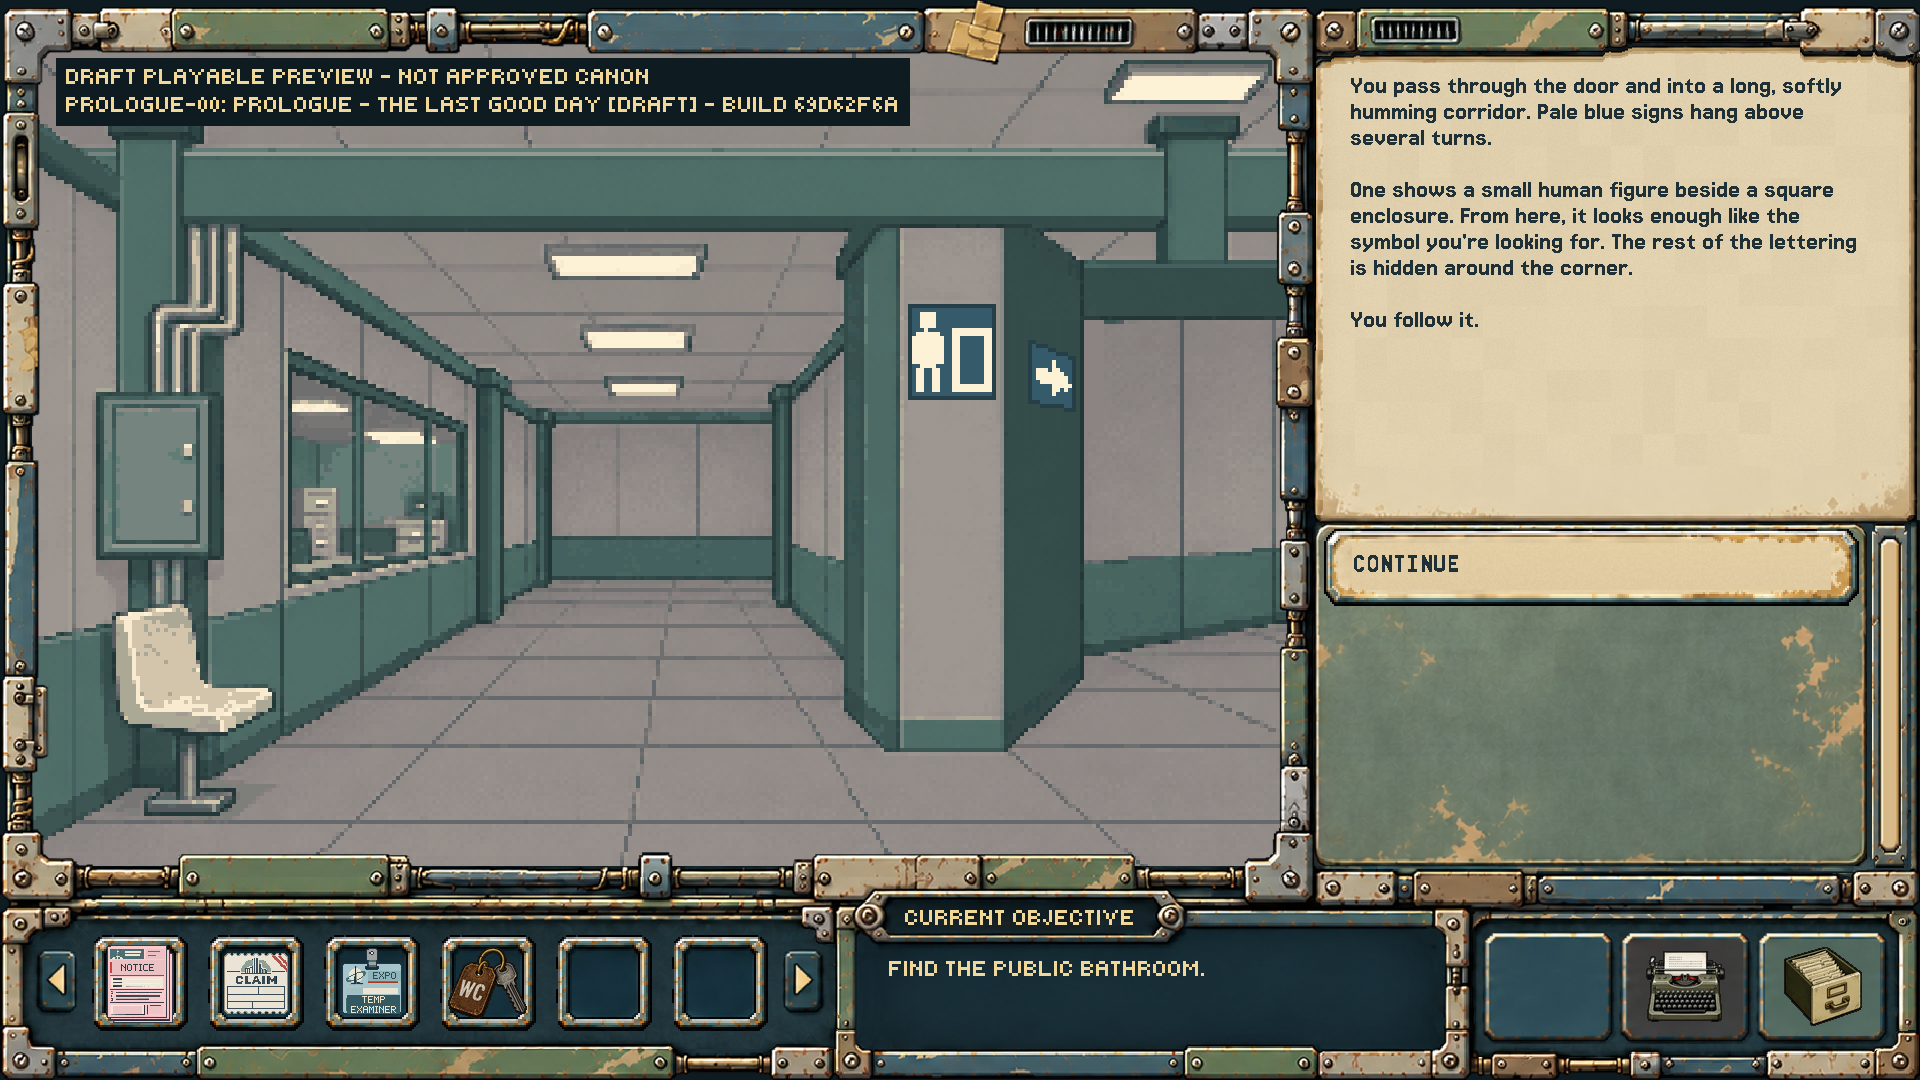 DRAFT PLAYABLE PREVIEW - NOT APPROVED CANON
PROLOGUE-00: PROLOGUE - THE LAST GOOD DAY [DRAFT] - BUILD 69D62F6A
You pass through the door and into a long, softly
humming corridor. Pale blue signs hang above
several turns.
One shows a small human figure beside a square
enclosure. From here, it looks enough like the
symbol you're looking for. The rest of the lettering
is hidden around the corner.
You follow it.
CONTINUE
CURRENT OBJECTIVE
FIND THE PUBLIC BATHROOM.
NOTICE
CLAIM
EXPO
TEMP
EXAMINER
WC